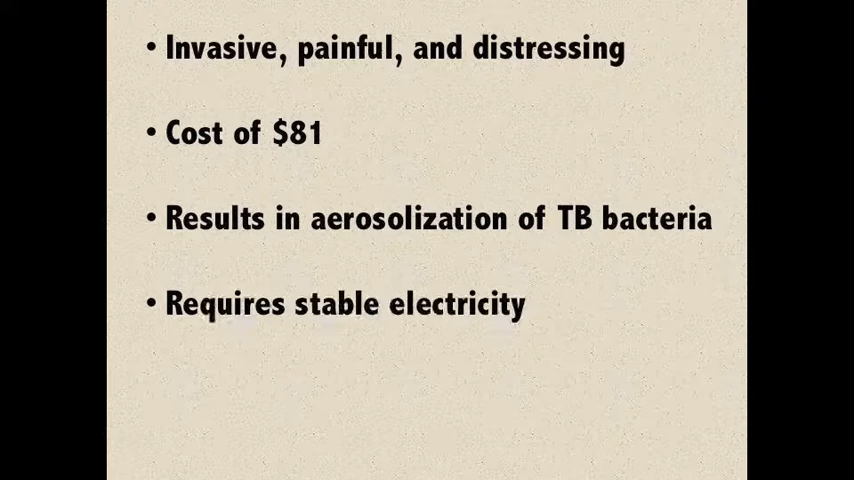 • Invasive, painful, and distressing
• Cost of $81
• Results in aerosolization of TB bacteria
• Requires stable electricity